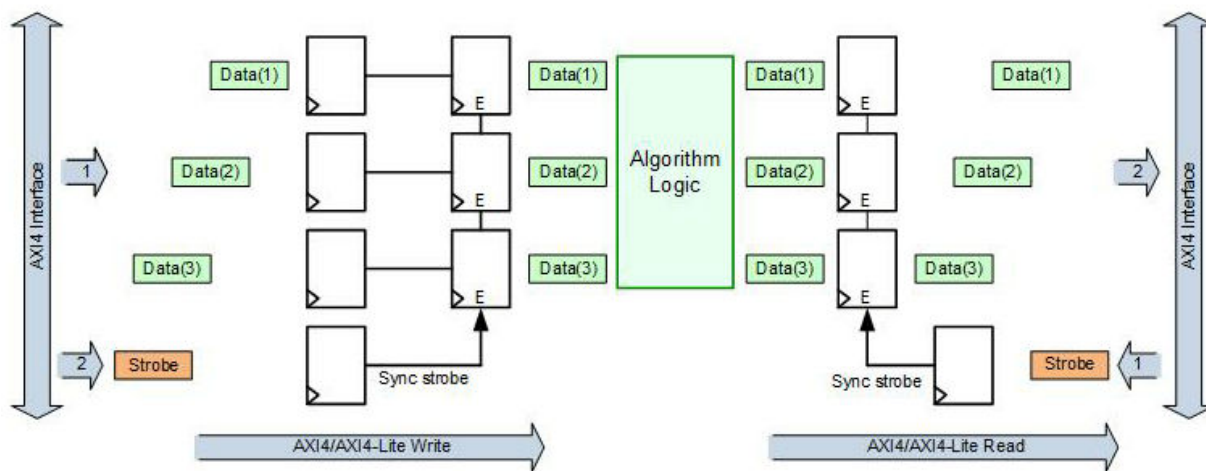 Data(1)
E
Data(1)
Data(1)
E
Data(1)
AXI4 Interface
1
Data(2)
E
Data(2)
Algorithm
Logic
Data(2)
E
Data(2)
2
AXI4 Interface
Data(3)
E
Data(3)
Data(3)
E
Data(3)
2
Strobe
Sync strobe
Sync strobe
Strobe
1
AXI4/AXI4-Lite Write
AXI4/AXI4-Lite Read